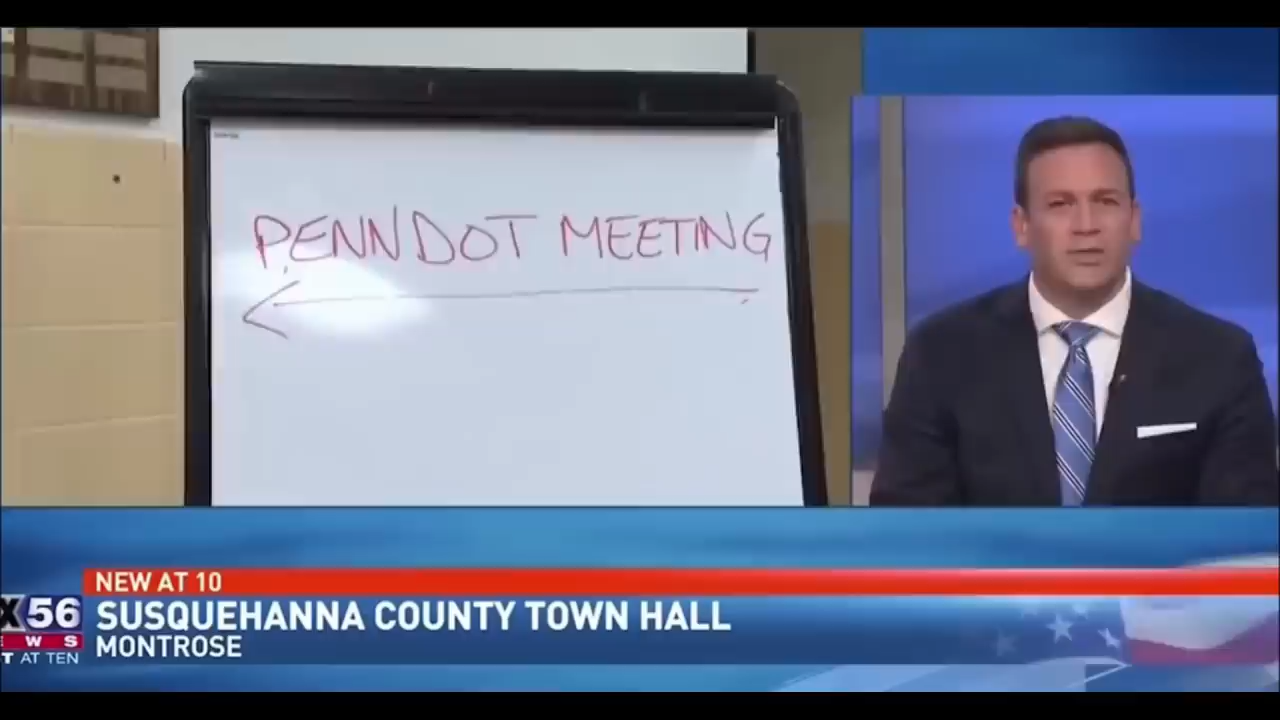 PENNDOT MEETING
NEW AT 10
SUSQUEHANNA COUNTY TOWN HALL
MONTROSE
X 56
E W S
T AT TEN